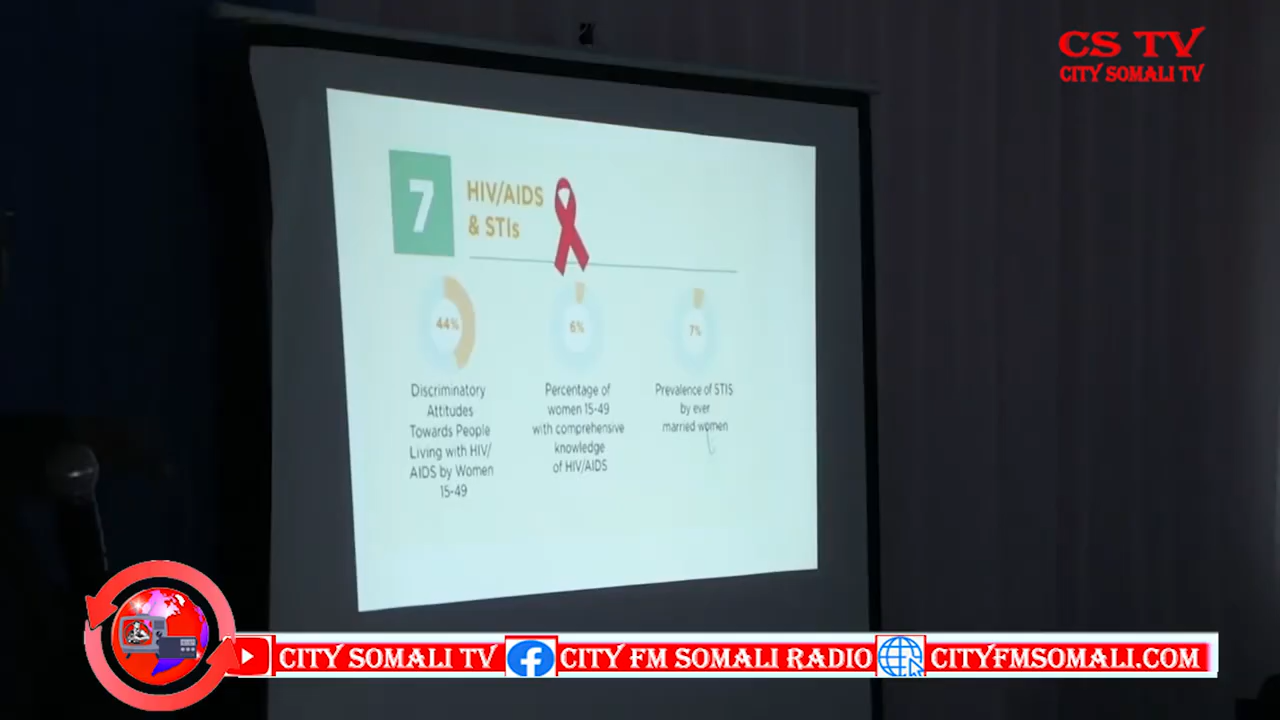 CS TV
CITY SOMALI TV
7
HIV/AIDS
& STIs
44%
Discriminatory
Attitudes
Towards People
Living with HIV/
AIDS by Women
15-49
6%
Percentage of
women 15-49
with comprehensive
knowledge
of HIV/AIDS
7%
Prevalence of STIS
by ever
married women
CITY SOMALI TV
CITY FM SOMALI RADIO
CITYFMSOMALI.COM